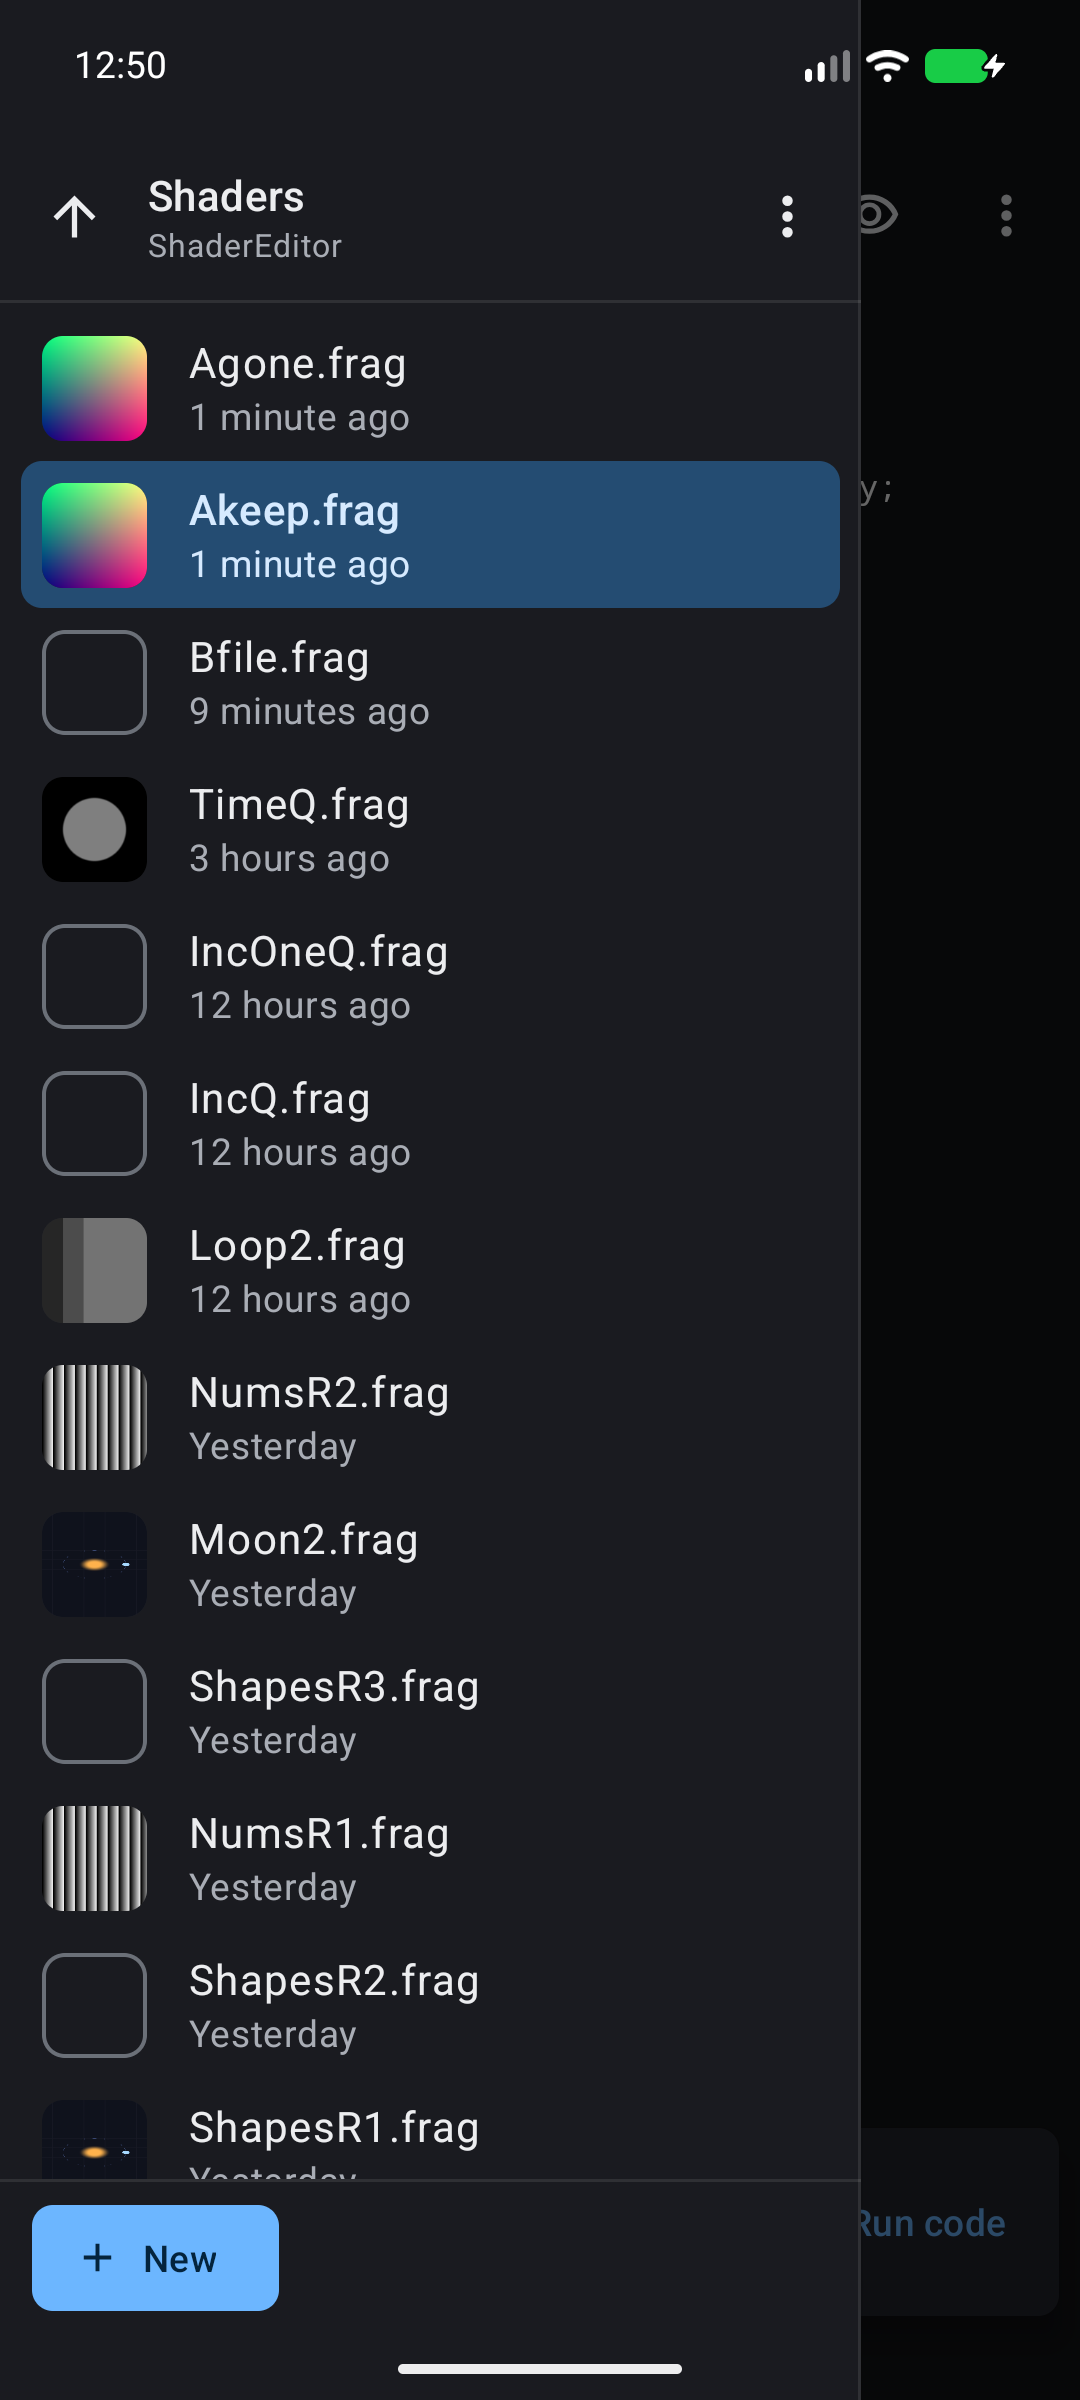 12:50
Shaders
ShaderEditor
Agone.frag
1 minute ago
Akeep.frag
1 minute ago
y;
Bfile.frag
9 minutes ago
TimeQ.frag
3 hours ago
IncOneQ.frag
12 hours ago
IncQ.frag
12 hours ago
Loop2.frag
12 hours ago
NumsR2.frag
Yesterday
Moon2.frag
Yesterday
ShapesR3.frag
Yesterday
NumsR1.frag
Yesterday
ShapesR2.frag
Yesterday
ShapesR1.frag
Yesterday
Run code
New